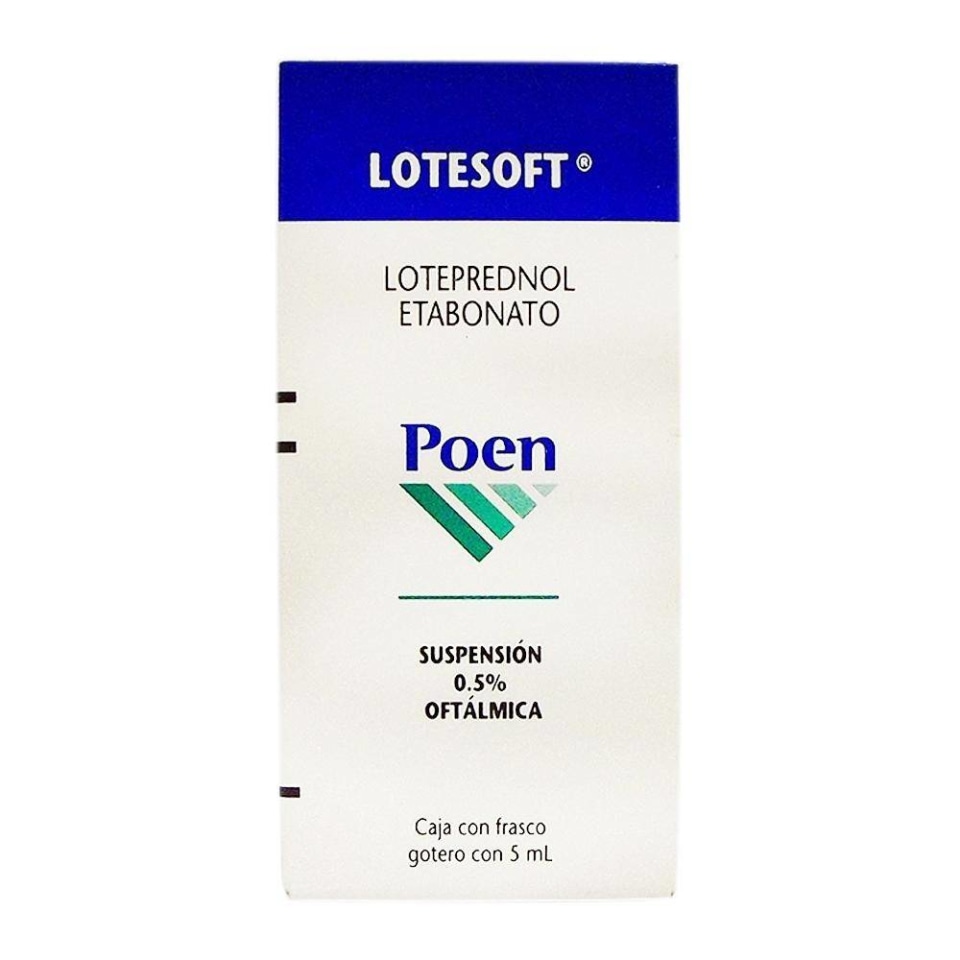 LOTESOFT®
LOTEPREDNOL
ETABONATO
Poen
SUSPENSIÓN
0.5%
OFTÁLMICA
Caja con frasco
gotero con 5 mL